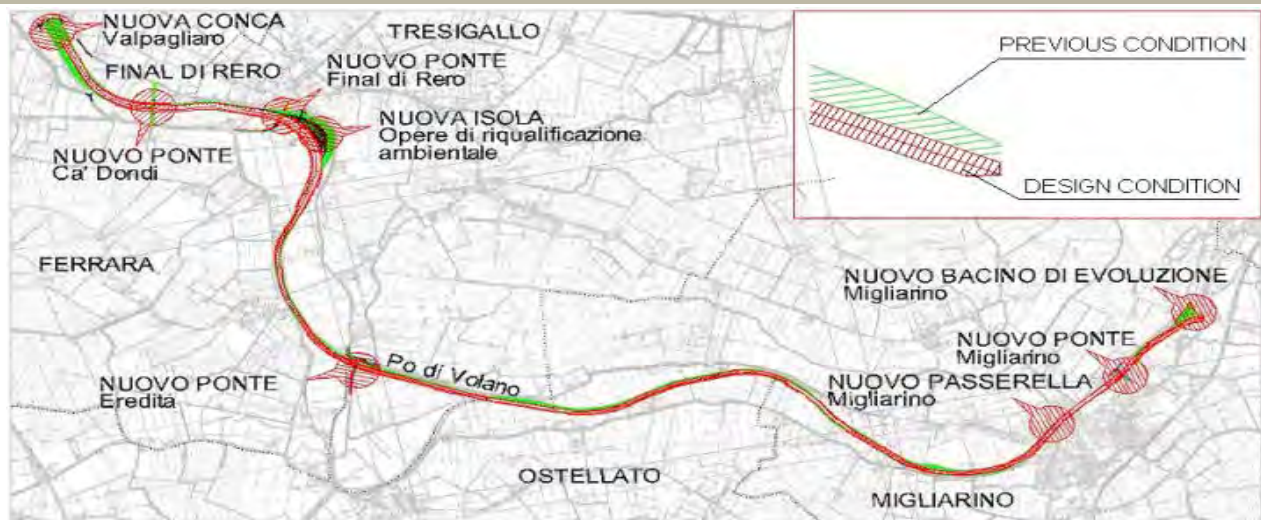 NUOVA CONCA
Valpagliaro
TRESIGALLO
FINAL DI RERO
NUOVO PONTE
Final di Rero
NUOVA ISOLA
Opere di riqualificazione
ambientale
NUOVO PONTE
Ca' Dondi
FERRARA
NUOVO PONTE
Eredità
Po di Volano
OSTELLATO
MIGLIARINO
NUOVO BACINO DI EVOLUZIONE
Migliarino
NUOVO PONTE
Migliarino
NUOVO PASSERELLA
Migliarino
PREVIOUS CONDITION
DESIGN CONDITION